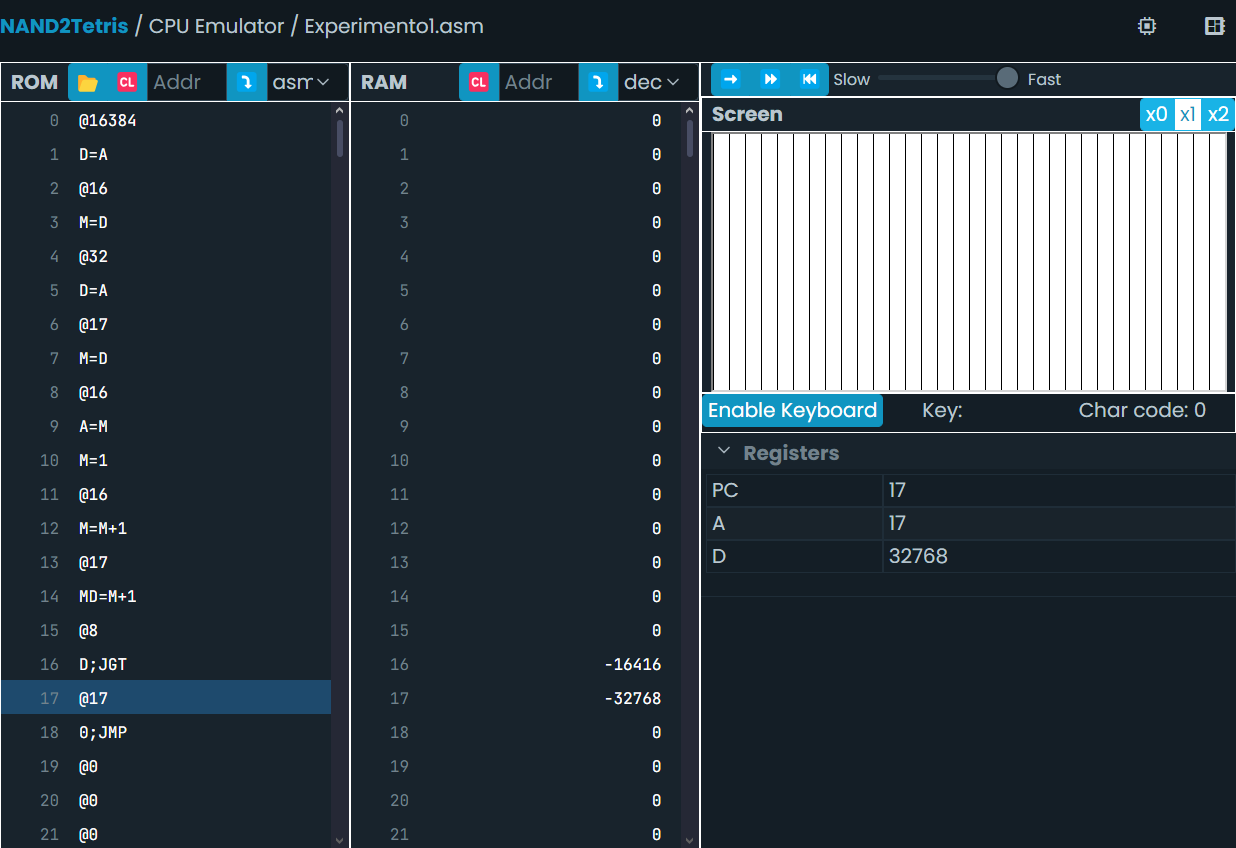 NAND2Tetris / CPU Emulator / Experimento1.asm
ROM CL Addr asm
RAM CL Addr dec
Slow Fast
Screen x0 x1 x2
0 @16384
1 D=A
2 @16
3 M=D
4 @32
5 D=A
6 @17
7 M=D
8 @16
9 A=M
10 M=1
11 @16
12 M=M+1
13 @17
14 MD=M+1
15 @8
16 D;JGT
17 @17
18 0;JMP
19 @0
20 @0
21 @0
0 0
1 0
2 0
3 0
4 0
5 0
6 0
7 0
8 0
9 0
10 0
11 0
12 0
13 0
14 0
15 0
16 -16416
17 -32768
18 0
19 0
20 0
21 0
Enable Keyboard Key: Char code: 0
Registers
PC 17
A 17
D 32768